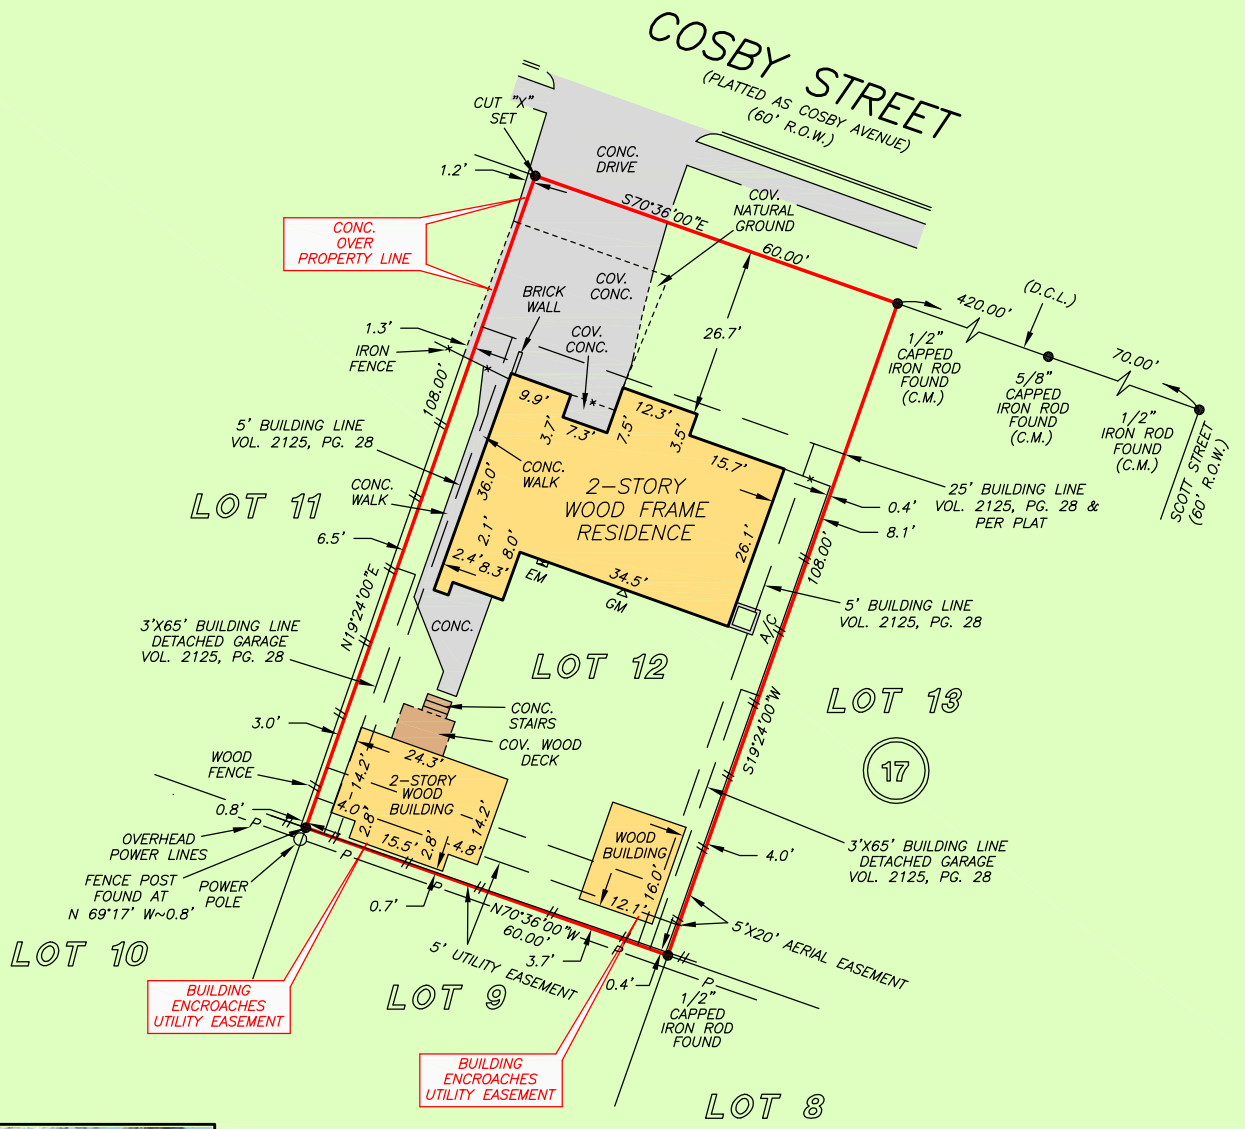 COSBY STREET
(PLATTED AS COSBY AVENUE)
(60' R.O.W.)
CUT "X"
SET
CONC.
DRIVE
1.2'
S70°36'00"E
60.00'
COV.
NATURAL
GROUND
CONC.
OVER
PROPERTY LINE
COV.
CONC.
BRICK
WALL
COV.
CONC.
26.7'
1.3'
IRON
FENCE
(D.C.L.)
420.00'
70.00'
1/2"
CAPPED
IRON ROD
FOUND
(C.M.)
5/8"
CAPPED
IRON ROD
FOUND
(C.M.)
1/2"
IRON ROD
FOUND
(C.M.)
SCOTT STREET
(60' R.O.W.)
108.00'
9.9'
3.7'
7.3'
7.5'
12.3'
3.5'
15.7'
5' BUILDING LINE
VOL. 2125, PG. 28
CONC.
WALK
CONC.
WALK
36.0'
2-STORY
WOOD FRAME
RESIDENCE
25' BUILDING LINE
VOL. 2125, PG. 28 &
PER PLAT
0.4'
8.1'
LOT 11
6.5'
2.1'
8.0'
2.4'
8.3'
34.5'
26.1'
EM
GM
108.00'
A/C
5' BUILDING LINE
VOL. 2125, PG. 28
N19°24'00"E
3'X65' BUILDING LINE
DETACHED GARAGE
VOL. 2125, PG. 28
CONC.
LOT 12
LOT 13
17
S19°24'00"W
3.0'
CONC.
STAIRS
COV. WOOD
DECK
WOOD
FENCE
24.3'
14.2'
2-STORY
WOOD
BUILDING
4.0'
2.8'
15.5'
2.8'
4.8'
14.2'
0.8'
OVERHEAD
POWER LINES
FENCE POST
FOUND AT
N 69°17' W~0.8'
POWER
POLE
P
P
P
P
P
WOOD
BUILDING
16.0'
12.1'
4.0'
3'X65' BUILDING LINE
DETACHED GARAGE
VOL. 2125, PG. 28
0.7'
N70°36'00"W
60.00'
5' UTILITY EASEMENT
3.7'
0.4'
5'X20' AERIAL EASEMENT
LOT 10
BUILDING
ENCROACHES
UTILITY EASEMENT
LOT 9
1/2"
CAPPED
IRON ROD
FOUND
BUILDING
ENCROACHES
UTILITY EASEMENT
LOT 8